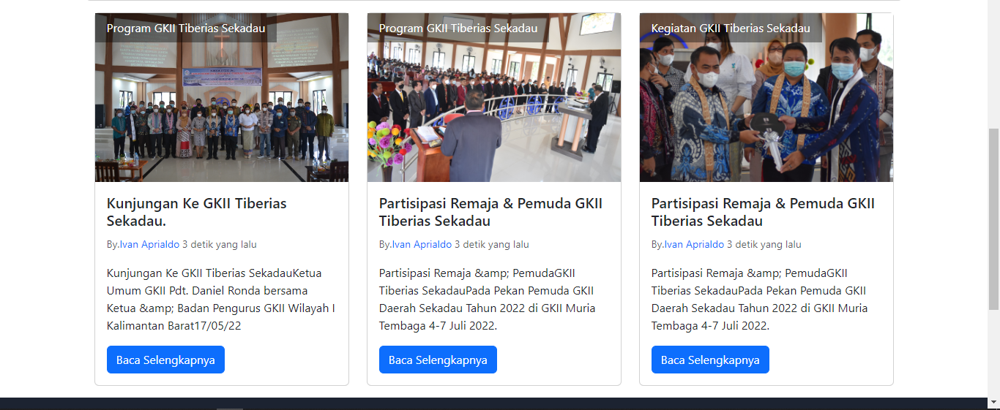 Program GKII Tiberias Sekadau
Kunjungan Ke GKII Tiberias
Sekadau.
By.Ivan Aprialdo 3 detik yang lalu
Kunjungan Ke GKII Tiberias SekadauKetua
Umum GKII Pdt. Daniel Ronda bersama
Ketua &amp; Badan Pengurus GKII Wilayah I
Kalimantan Barat17/05/22
Baca Selengkapnya
Program GKII Tiberias Sekadau
Partisipasi Remaja & Pemuda GKII
Tiberias Sekadau
By.Ivan Aprialdo 3 detik yang lalu
Partisipasi Remaja &amp; PemudaGKII
Tiberias SekadauPada Pekan Pemuda GKII
Daerah Sekadau Tahun 2022 di GKII Muria
Tembaga 4-7 Juli 2022.
Baca Selengkapnya
Kegiatan GKII Tiberias Sekadau
Partisipasi Remaja & Pemuda GKII
Tiberias Sekadau
By.Ivan Aprialdo 3 detik yang lalu
Partisipasi Remaja &amp; PemudaGKII
Tiberias SekadauPada Pekan Pemuda GKII
Daerah Sekadau Tahun 2022 di GKII Muria
Tembaga 4-7 Juli 2022.
Baca Selengkapnya